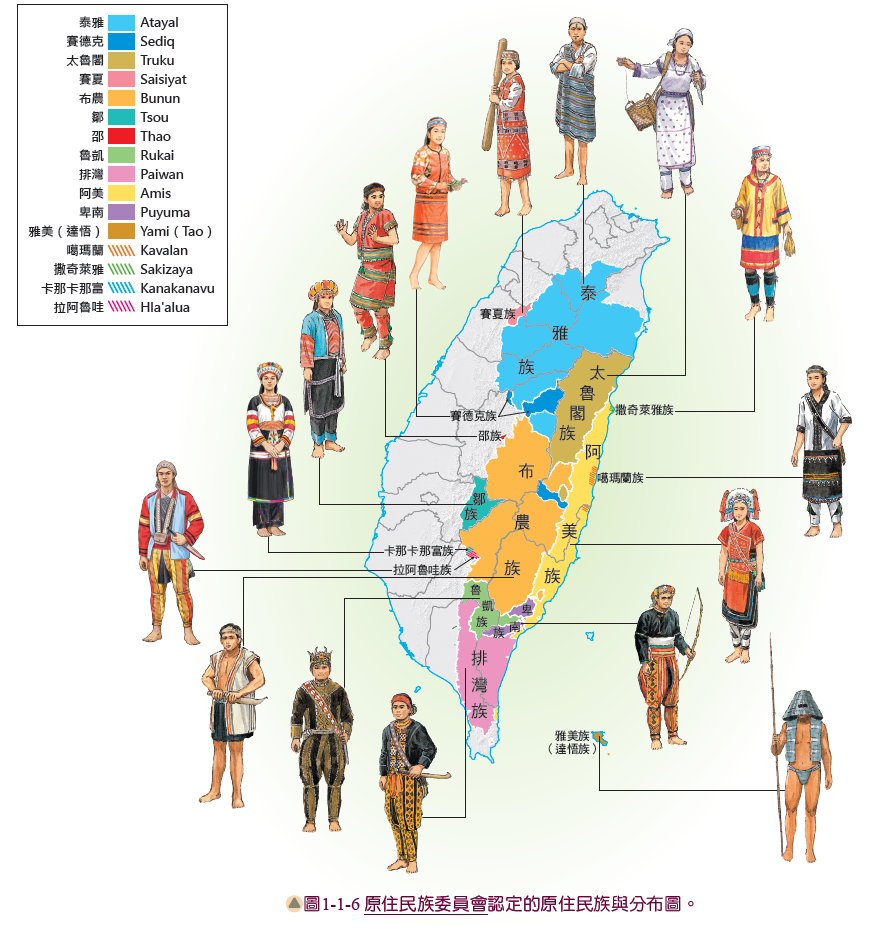 泰雅 Atayal
賽德克 Sediq
太魯閣 Truku
賽夏 Saisiyat
布農 Bunun
鄒 Tsou
邵 Thao
魯凱 Rukai
排灣 Paiwan
阿美 Amis
卑南 Puyuma
雅美（達悟） Yami（Tao）
噶瑪蘭 Kavalan
撒奇萊雅 Sakizaya
卡那卡那富 Kanakanavu
拉阿魯哇 Hla'alua
泰雅族
賽夏族
太魯閣族
賽德克族
撒奇萊雅族
邵族
阿美族
布農族
噶瑪蘭族
鄒族
卡那卡那富族
拉阿魯哇族
魯凱族
卑南族
排灣族
雅美族
（達悟族）
圖1-1-6 原住民族委員會認定的原住民族與分布圖。